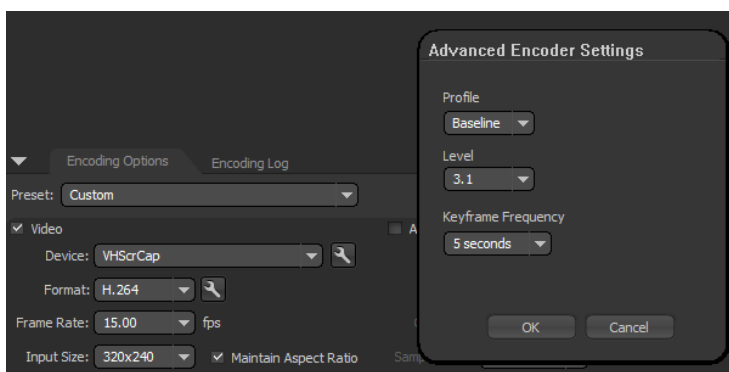 Advanced Encoder Settings
Profile
Baseline
Level
3.1
Keyframe Frequency
5 seconds
OK Cancel
Encoding Options Encoding Log
Preset: Custom
Video
Device: VHScrCap
Format: H.264
Frame Rate: 15.00 fps
Input Size: 320x240 Maintain Aspect Ratio